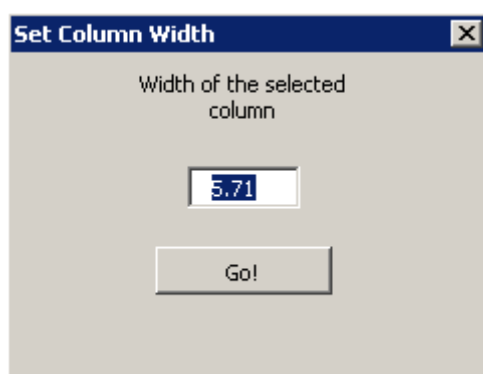 Set Column Width
Width of the selected
column
5.71
Go!